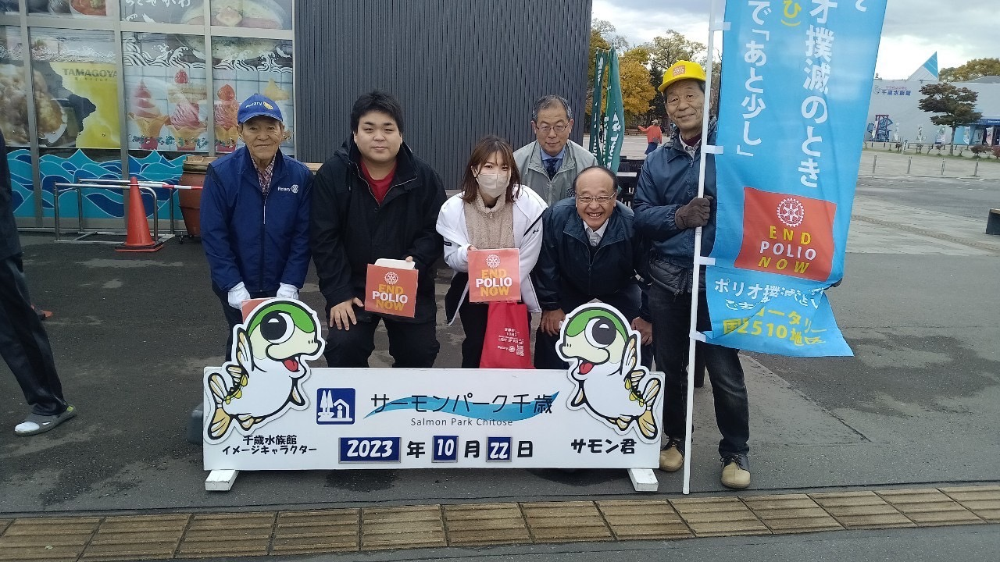 TAMAGOYA
Rotary
Rotary
END
POLIO
NOW
END
POLIO
NOW
Rotary
オ撲滅のとき
で「あと少し」
END
POLIO
NOW
ポリオ撲滅
2510地区
千歳水族館
サーモンパーク千歳
Salmon Park Chitose
千歳水族館
イメージキャラクター
2023年10月22日
サモン君